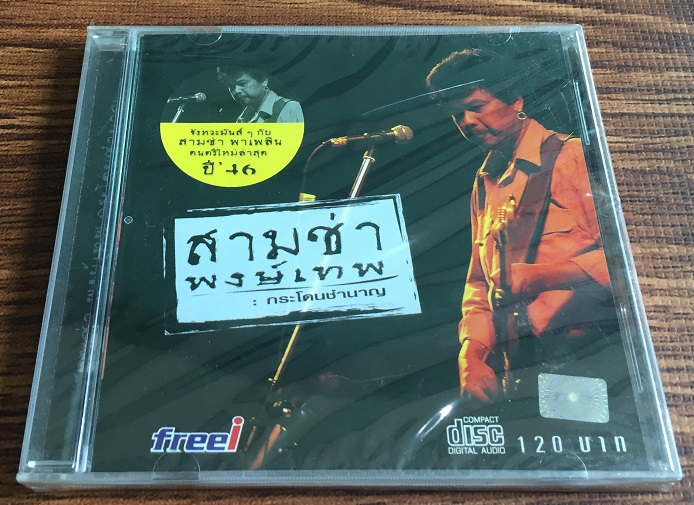 จังหวะมันส์ ๆ กับ
สามช่า พาเพลิน
ดนตรีใหม่ล่าสุด
ปี '46
สามช่า
พงษ์เทพ
: กระโดนชำนาญ
freei
COMPACT
disc
DIGITAL AUDIO
120 บาท